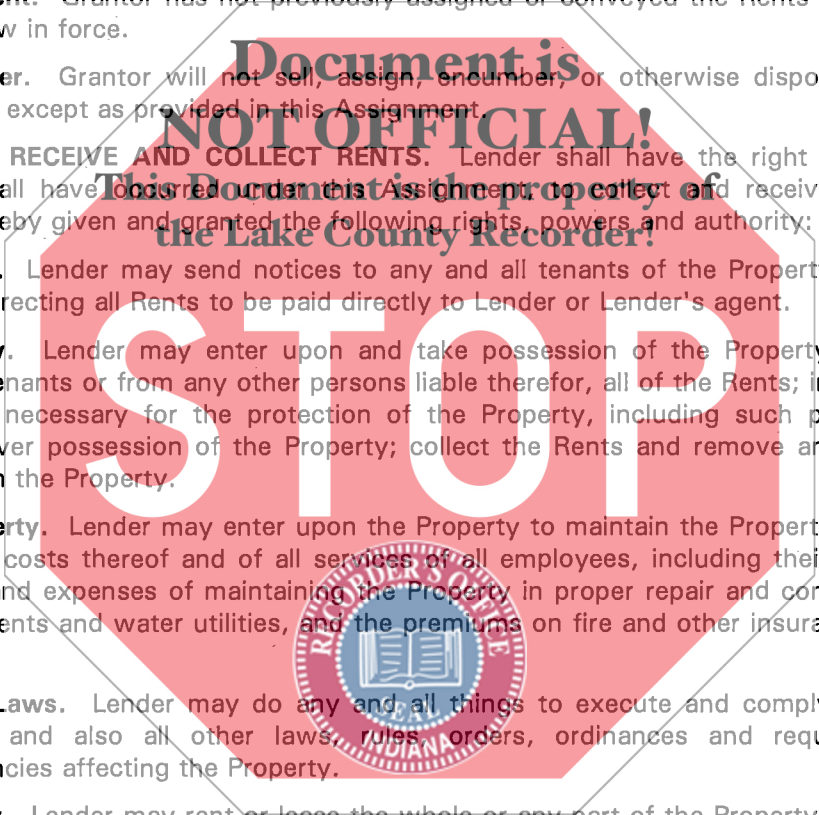 ent. Grantor has not previously assigned or conveyed the Rents
w in force.
Document is
er. Grantor will not sell, assign, encumber, or otherwise dispo
except as provided in this Assignment.
NOT OFFICIAL!
RECEIVE AND COLLECT RENTS. Lender shall have the right
This Document is the property of
all have occurred under this Assignment, to collect and receiv
the Lake County Recorder!
eby given and granted the following rights, powers and authority:
. Lender may send notices to any and all tenants of the Propert
recting all Rents to be paid directly to Lender or Lender's agent.
STOP
y. Lender may enter upon and take possession of the Property
enants or from any other persons liable therefor, all of the Rents; i
necessary for the protection of the Property, including such p
ver possession of the Property; collect the Rents and remove an
n the Property.
erty. Lender may enter upon the Property to maintain the Propert
costs thereof and of all services of all employees, including thei
nd expenses of maintaining the Property in proper repair and con
ents and water utilities, and the premiums on fire and other insura
RECORDER'S OFFICE
SEAL
INDIANA
Laws. Lender may do any and all things to execute and comply
and also all other laws, rules, orders, ordinances and requ
ncies affecting the Property.
. Lender may rent or lease the whole or any part of the Property